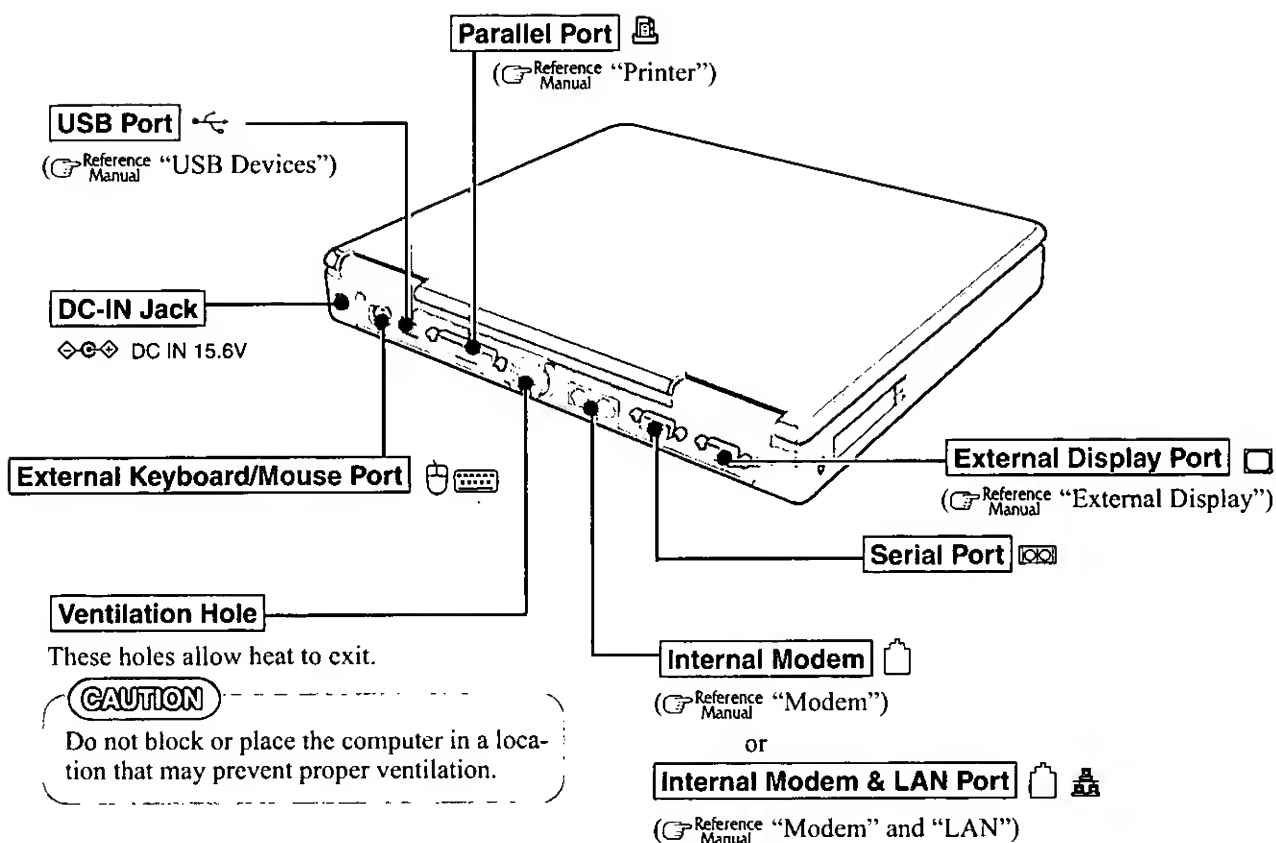 Parallel Port
(Reference Manual "Printer")
USB Port
(Reference Manual "USB Devices")
DC-IN Jack
DC IN 15.6V
External Keyboard/Mouse Port
External Display Port
(Reference Manual "External Display")
Serial Port
Ventilation Hole
These holes allow heat to exit.
CAUTION
Do not block or place the computer in a loca-
tion that may prevent proper ventilation.
Internal Modem
(Reference Manual "Modem")
or
Internal Modem & LAN Port
(Reference Manual "Modem" and "LAN")